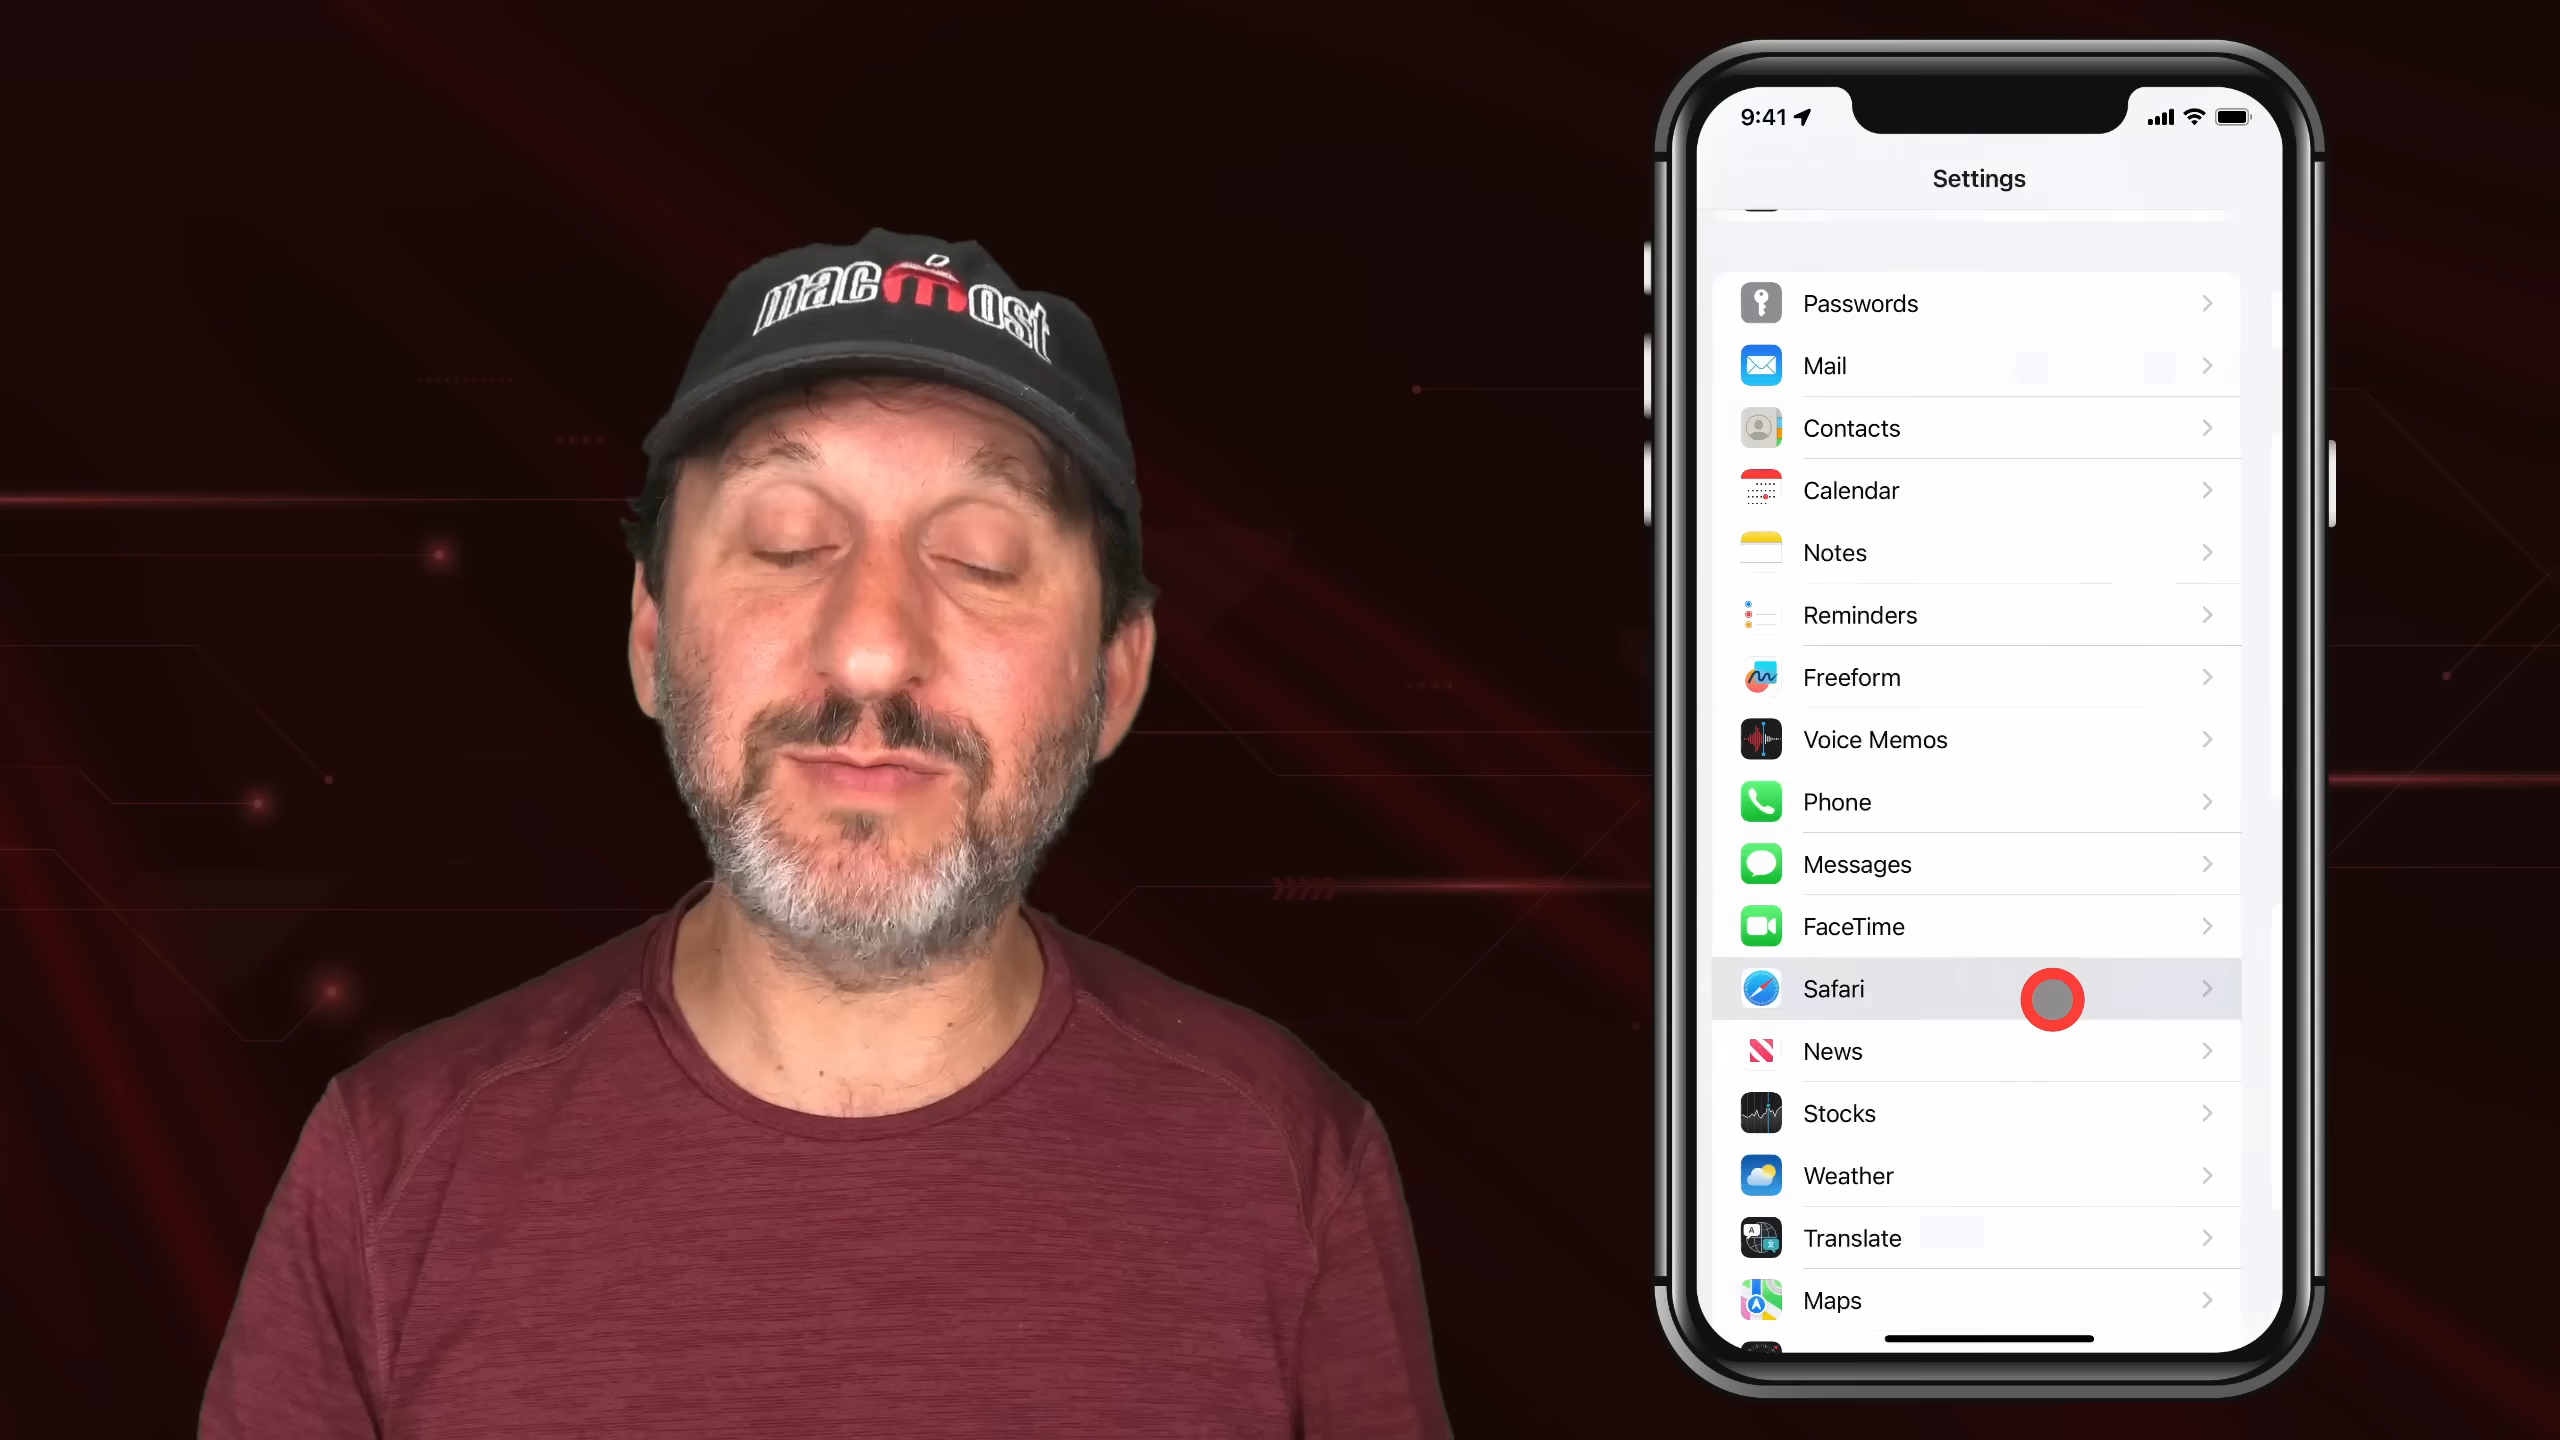 macmost
9:41
Settings
Passwords
Mail
Contacts
Calendar
Notes
Reminders
Freeform
Voice Memos
Phone
Messages
FaceTime
Safari
News
Stocks
Weather
Translate
Maps